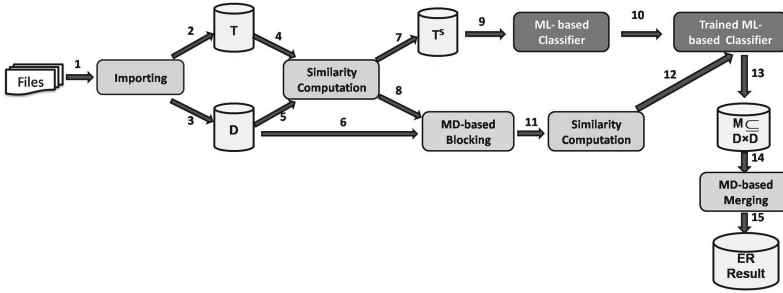 Files
1
Importing
2
3
T
D
4
5
6
Similarity
Computation
7
8
Tˢ
9
ML- based
Classifier
10
Trained ML-
based Classifier
MD-based
Blocking
11
Similarity
Computation
12
13
M ⊆
D×D
14
MD-based
Merging
15
ER
Result